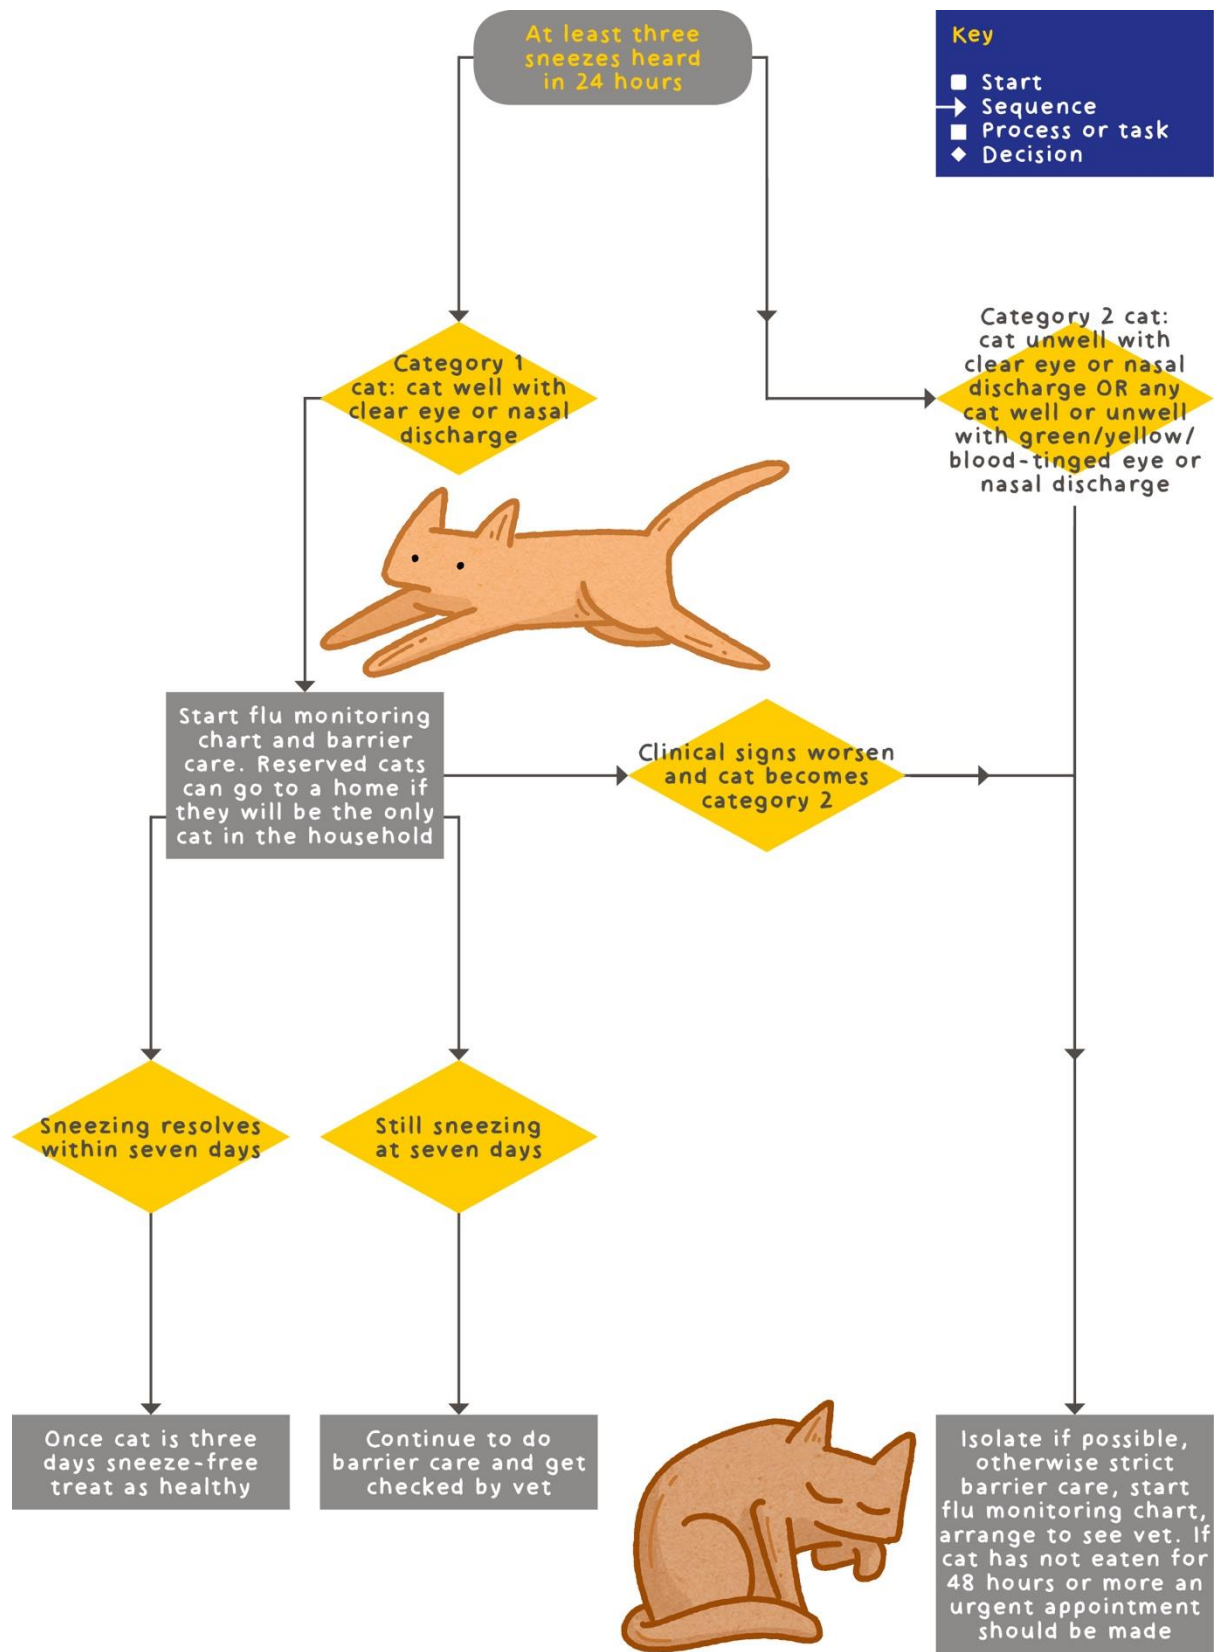 At least three
sneezes heard
in 24 hours
Key
Start
Sequence
Process or task
Decision
Category 1
cat: cat well with
clear eye or nasal
discharge
Category 2 cat:
cat unwell with
clear eye or nasal
discharge OR any
cat well or unwell
with green/yellow/
blood-tinged eye or
nasal discharge
Start flu monitoring
chart and barrier
care. Reserved cats
can go to a home if
they will be the only
cat in the household
Clinical signs worsen
and cat becomes
category 2
Sneezing resolves
within seven days
Still sneezing
at seven days
Once cat is three
days sneeze-free
treat as healthy
Continue to do
barrier care and get
checked by vet
Isolate if possible,
otherwise strict
barrier care, start
flu monitoring chart,
arrange to see vet. If
cat has not eaten for
48 hours or more an
urgent appointment
should be made